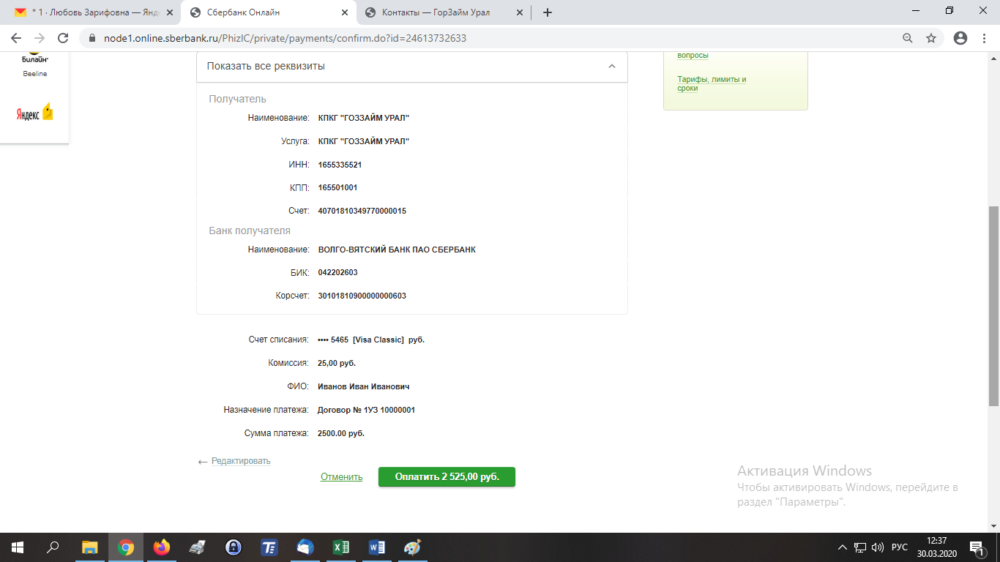 * 1 · Любовь Зарифовна — Янд
Сбербанк Онлайн
Контакты — ГорЗайм Урал
node1.online.sberbank.ru/PhizIC/private/payments/confirm.do?id=24613732633
Билайн
Beeline
Яндекс
вопросы
Тарифы, лимиты и
сроки
Показать все реквизиты
Получатель
Наименование: КПКГ "ГОЗЗАЙМ УРАЛ"
Услуга: КПКГ "ГОЗЗАЙМ УРАЛ"
ИНН: 1655335521
КПП: 165501001
Счет: 40701810349770000015
Банк получателя
Наименование: ВОЛГО-ВЯТСКИЙ БАНК ПАО СБЕРБАНК
БИК: 042202603
Корсчет: 30101810900000000603
Счет списания: •••• 5465 [Visa Classic] руб.
Комиссия: 25,00 руб.
ФИО: Иванов Иван Иванович
Назначение платежа: Договор № 1УЗ 10000001
Сумма платежа: 2500.00 руб.
← Редактировать
Отменить
Оплатить 2 525,00 руб.
Активация Windows
Чтобы активировать Windows, перейдите в
раздел "Параметры".
РУС
12:37
30.03.2020
1